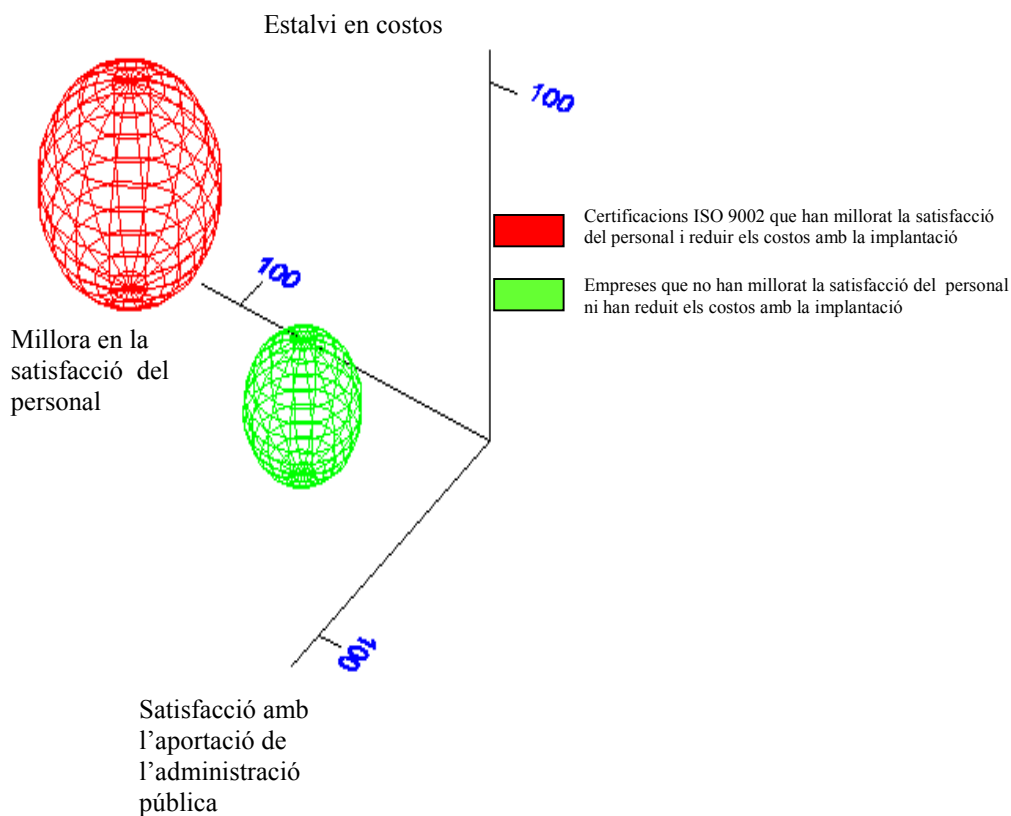 Estalvi en costos
100
Certificacions ISO 9002 que han millorat la satisfacció
del personal i reduir els costos amb la implantació
100
Empreses que no han millorat la satisfacció del personal
ni han reduit els costos amb la implantació
Millora en la
satisfacció del
personal
100
Satisfacció amb
l’aportació de
l’administració
pública